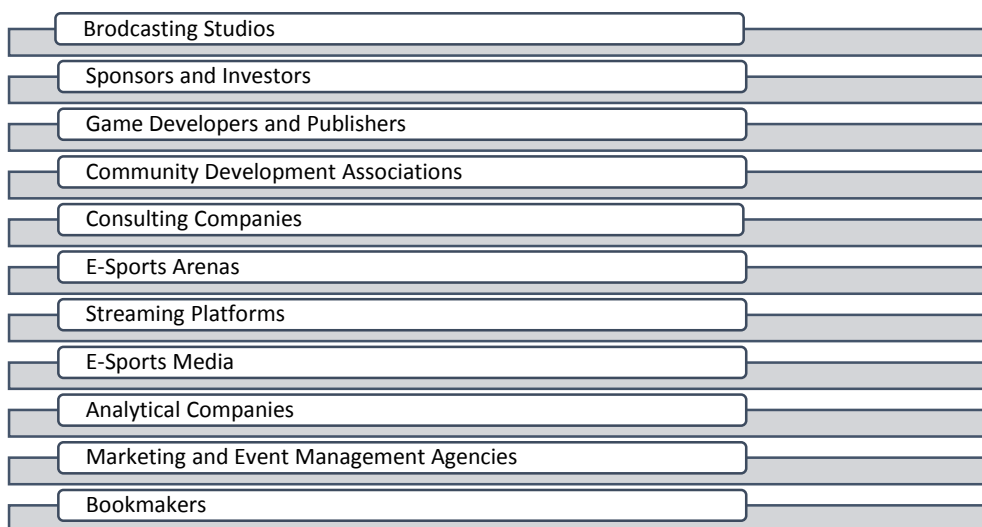 Brodcasting Studios
Sponsors and Investors
Game Developers and Publishers
Community Development Associations
Consulting Companies
E-Sports Arenas
Streaming Platforms
E-Sports Media
Analytical Companies
Marketing and Event Management Agencies
Bookmakers